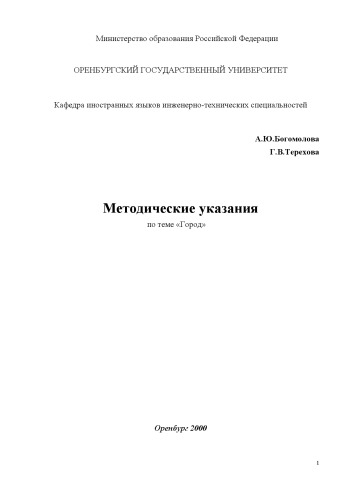 Министерство образования Российской Федерации
ОРЕНБУРГСКИЙ ГОСУДАРСТВЕННЫЙ УНИВЕРСИТЕТ
Кафедра иностранных языков инженерно-технических специальностей
А.Ю.Богомолова
Г.В.Терехова
Методические указания
по теме «Город»
Оренбург 2000
1